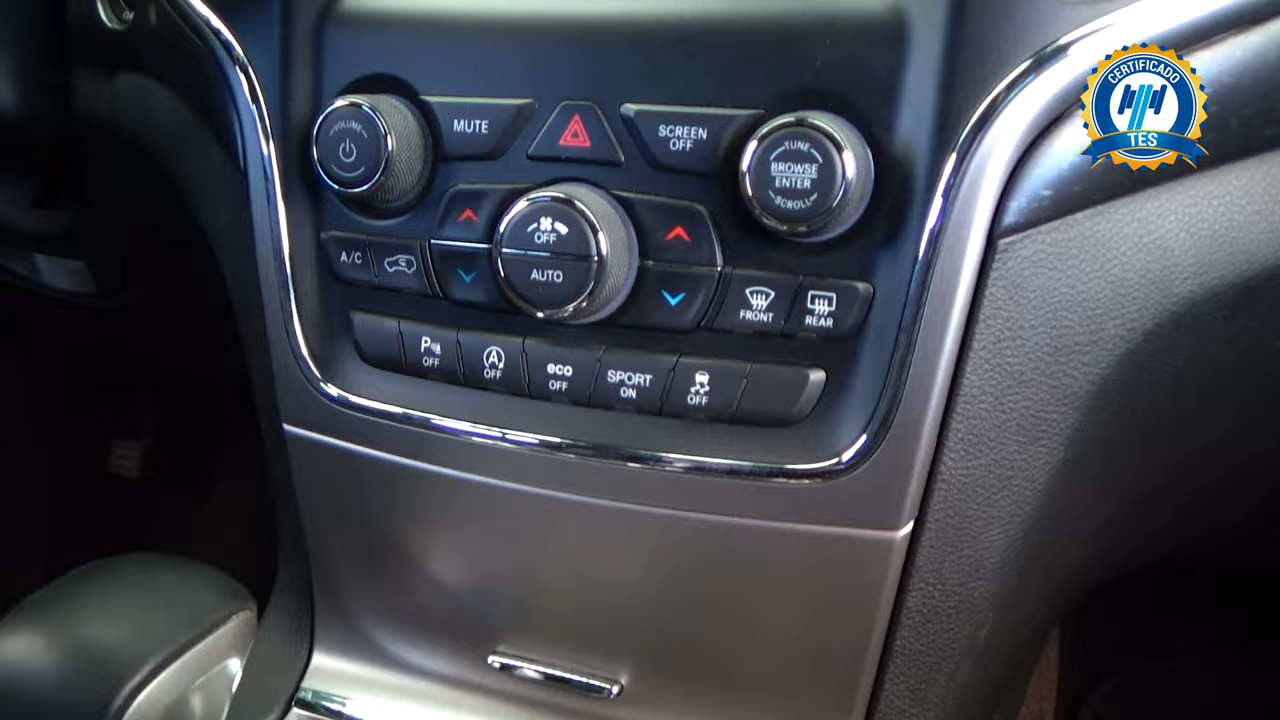 CERTIFICADO
TES
VOLUME
MUTE
SCREEN
OFF
TUNE
BROWSE
ENTER
SCROLL
OFF
AUTO
A/C
FRONT
REAR
P
OFF
A
OFF
eco
OFF
SPORT
ON
OFF